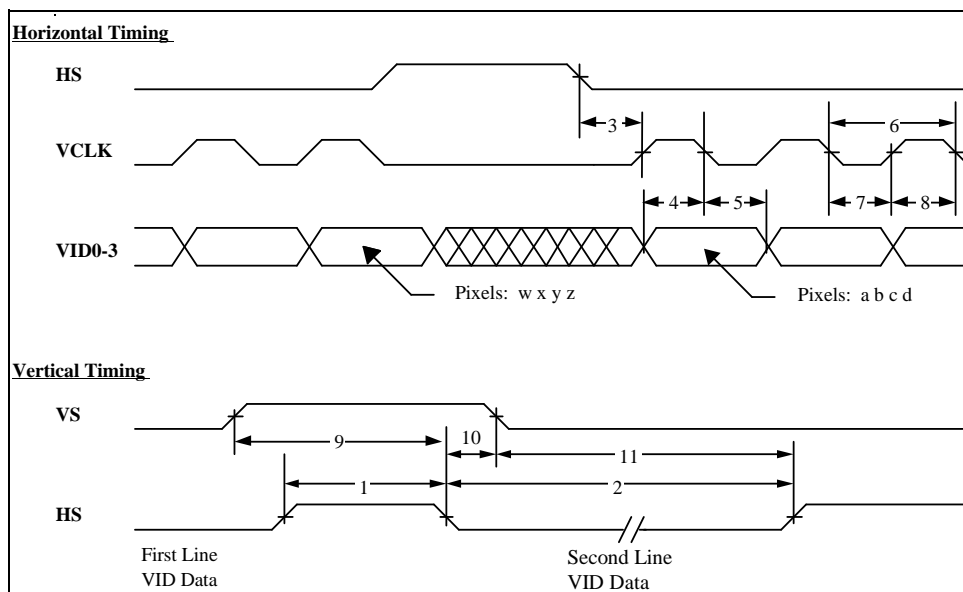 Horizontal Timing
HS
3
6
VCLK
4
5
7
8
VID0-3
Pixels: w x y z
Pixels: a b c d
Vertical Timing
VS
10
9
11
1
2
HS
First Line
VID Data
Second Line
VID Data